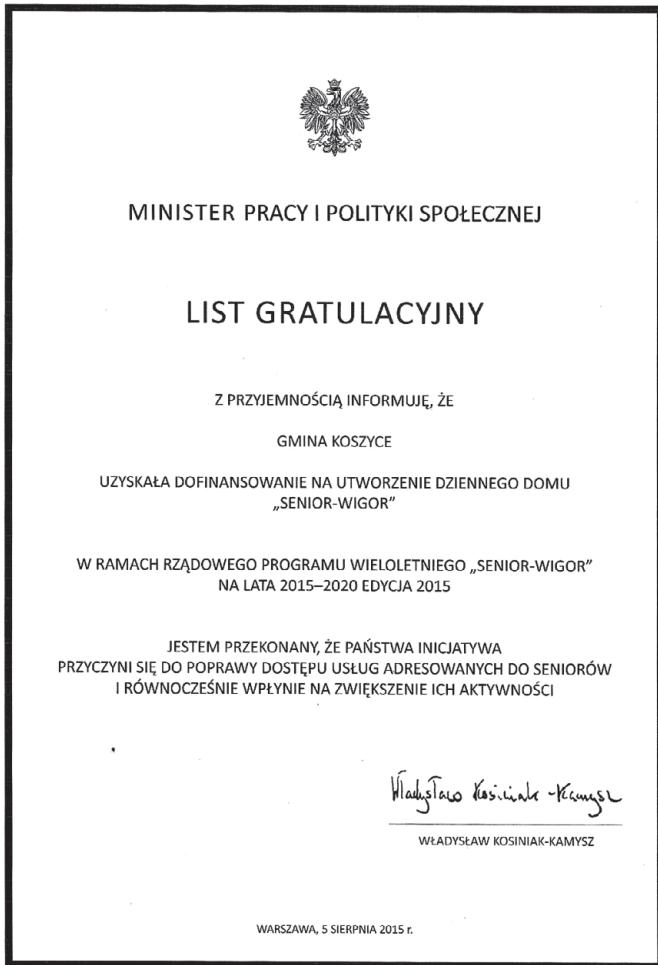 MINISTER PRACY I POLITYKI SPOŁECZNEJ
LIST GRATULACYJNY
Z PRZYJEMNOŚCIĄ INFORMUJĘ, ŻE
GMINA KOSZYCE
UZYSKAŁA DOFINANSOWANIE NA UTWORZENIE DZIENNEGO DOMU
„SENIOR-WIGOR”
W RAMACH RZĄDOWEGO PROGRAMU WIELOLETNIEGO „SENIOR-WIGOR”
NA LATA 2015–2020 EDYCJA 2015
JESTEM PRZEKONANY, ŻE PAŃSTWA INICJATYWA
PRZYCZYNI SIĘ DO POPRAWY DOSTĘPU USŁUG ADRESOWANYCH DO SENIORÓW
I RÓWNOCZEŚNIE WPŁYNIE NA ZWIĘKSZENIE ICH AKTYWNOŚCI
Władysław Kosiniak-Kamysz
WŁADYSŁAW KOSINIAK-KAMYSZ
WARSZAWA, 5 SIERPNIA 2015 r.